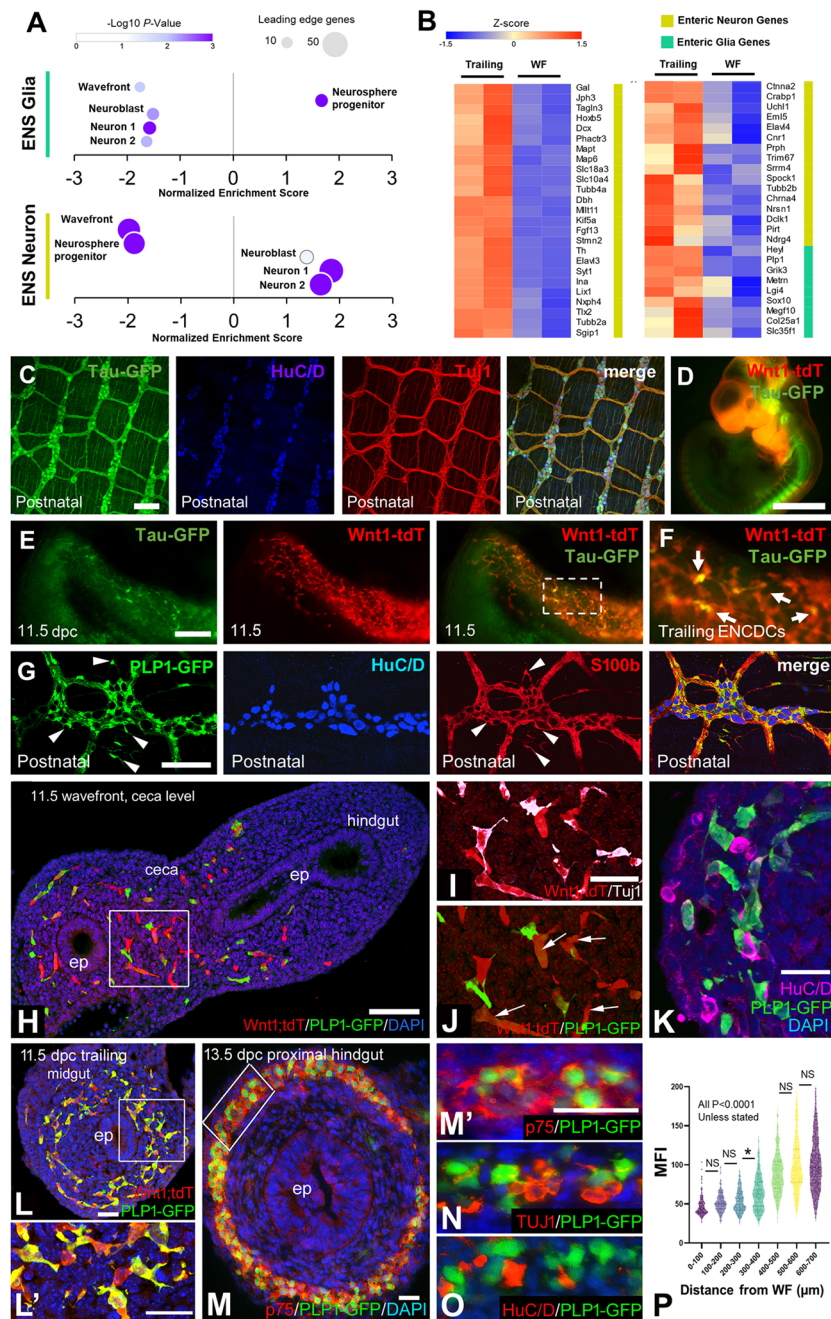 A
-Log10 P-Value
0 1 2 3
Leading edge genes
10 50
ENS Glia
Wavefront
Neuroblast
Neuron 1
Neuron 2
Neurosphere
progenitor
-3 -2 -1 0 1 2 3
Normalized Enrichment Score
ENS Neuron
Wavefront
Neurosphere
progenitor
Neuroblast
Neuron 1
Neuron 2
-3 -2 -1 0 1 2 3
Normalized Enrichment Score
B
Z-score
-1.5 0 1.5
Enteric Neuron Genes
Enteric Glia Genes
Trailing WF
Gal
Jph3
Tagln3
Hoxb5
Dcx
Phactr3
Mapt
Map6
Slc18a3
Slc10a4
Tubb4a
Dbh
Mllt11
Kif5a
Fgf13
Stmn2
Th
Elavl3
Syt1
Ina
Lix1
Nxph4
Tlx2
Tubb2a
Sgip1
Trailing WF
Ctnna2
Crabp1
Uchl1
Eml5
Elavl4
Cnr1
Prph
Trim67
Srrm4
Spock1
Tubb2b
Chrna4
Nrsn1
Dclk1
Pirt
Ndrg4
Heyl
Plp1
Grik3
Metrn
Lgi4
Sox10
Megf10
Col25a1
Slc35f1
C
Tau-GFP
Postnatal
HuC/D
Postnatal
Tuj1
Postnatal
merge
Postnatal
D
Wnt1-tdT
Tau-GFP
E
Tau-GFP
11.5 dpc
Wnt1-tdT
11.5
Wnt1-tdT
Tau-GFP
11.5
F
Wnt1-tdT
Tau-GFP
Trailing ENCDCs
G
PLP1-GFP
Postnatal
HuC/D
Postnatal
S100b
Postnatal
merge
Postnatal
11.5 wavefront, ceca level
hindgut
ceca
ep
ep
H
Wnt1;tdT/PLP1-GFP/DAPI
I
Wnt1-tdT/Tuj1
J
Wnt1;tdT/PLP1-GFP
K
HuC/D
PLP1-GFP
DAPI
11.5 dpc trailing
midgut
ep
L
Wnt1;tdT
PLP1-GFP
L'
13.5 dpc proximal hindgut
ep
M
p75/PLP1-GFP/DAPI
M'
p75/PLP1-GFP
N
TUJ1/PLP1-GFP
O
HuC/D/PLP1-GFP
P
MFI
200
150
100
50
0
All P<0.0001
Unless stated
NS NS * NS NS
0-100 100-200 200-300 300-400 400-500 500-600 600-700
Distance from WF (μm)